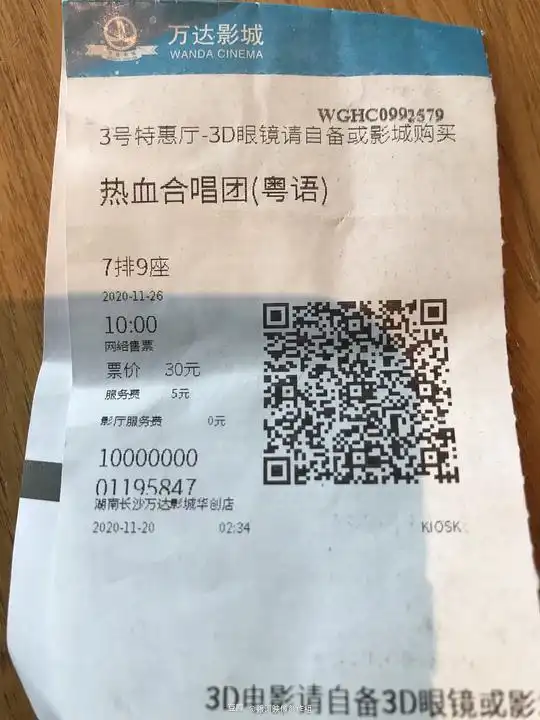 万达影城
WANDA CINEMA
WGHC0992579
3号特惠厅-3D眼镜请自备或影城购买
热血合唱团(粤语)
7排9座
2020-11-26
10:00
网络售票
票价 30元
服务费 5元
影厅服务费 0元
10000000
01195847
湖南长沙万达影城华创店
2020-11-20 02:34 KIOSK
3D电影请自备3D眼镜或影
豆瓣